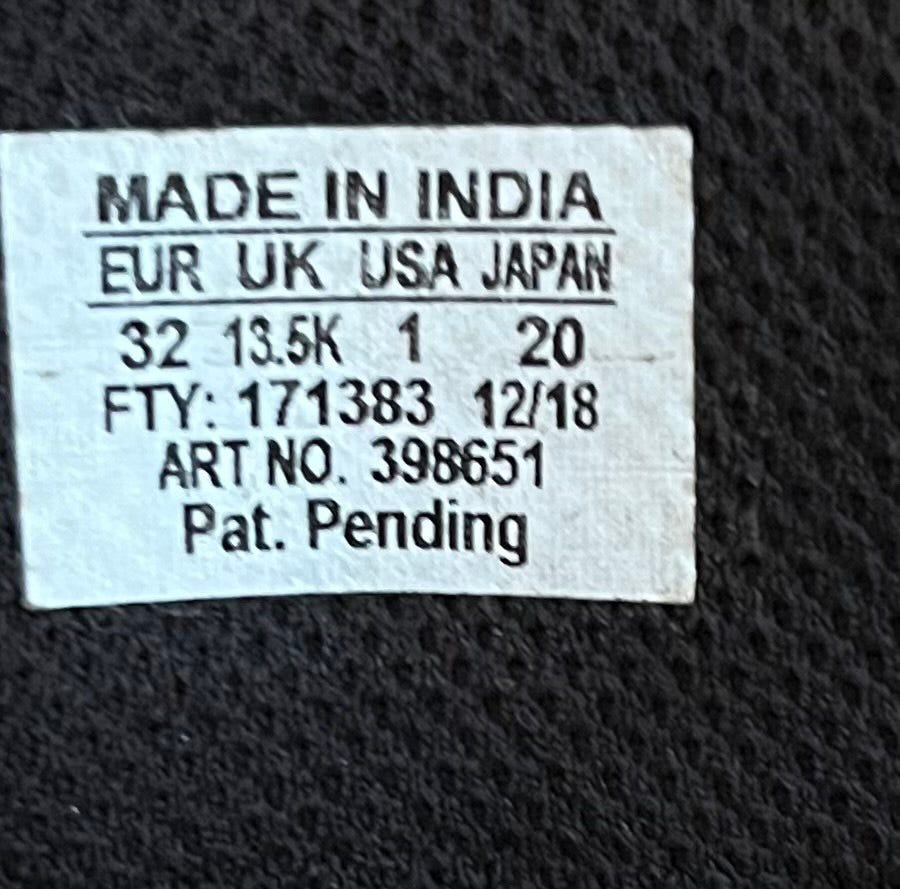 MADE IN INDIA
EUR UK USA JAPAN
32 13.5K 1 20
FTY: 171383 12/18
ART NO. 398651
Pat. Pending